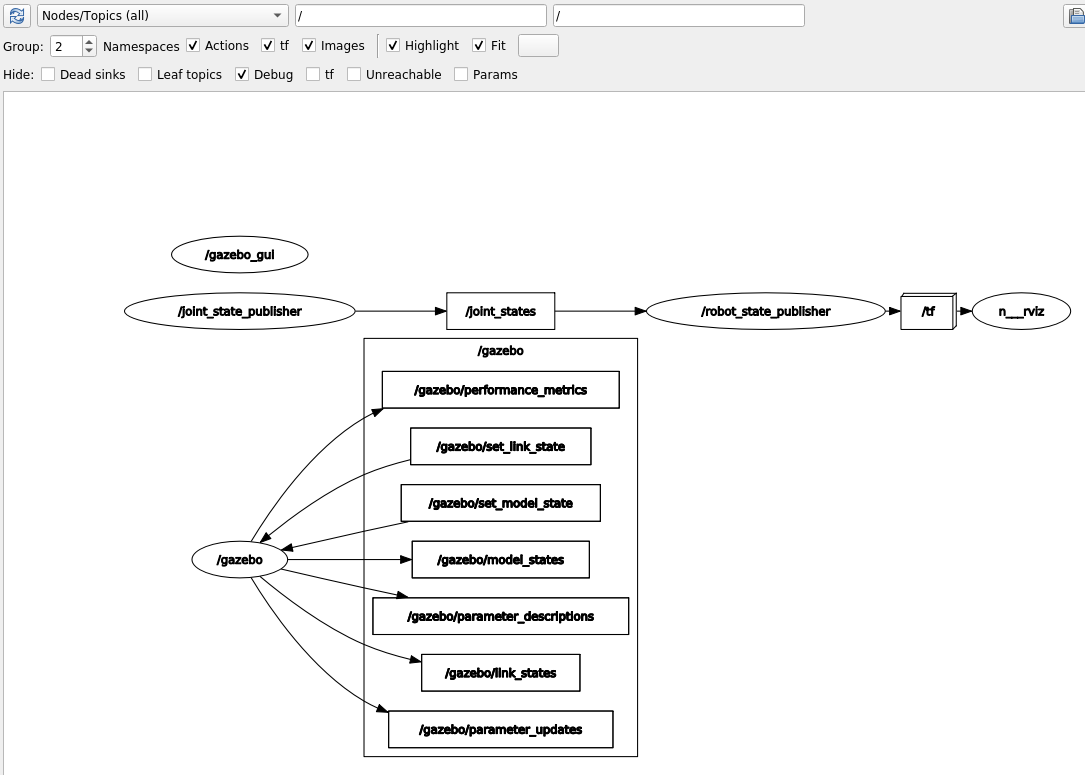 Nodes/Topics (all) / /
Group: 2 Namespaces Actions tf Images Highlight Fit
Hide: Dead sinks Leaf topics Debug tf Unreachable Params
/gazebo_gui
/joint_state_publisher /joint_states /robot_state_publisher /tf n___rviz
/gazebo
/gazebo/performance_metrics
/gazebo/set_link_state
/gazebo/set_model_state
/gazebo /gazebo/model_states
/gazebo/parameter_descriptions
/gazebo/link_states
/gazebo/parameter_updates